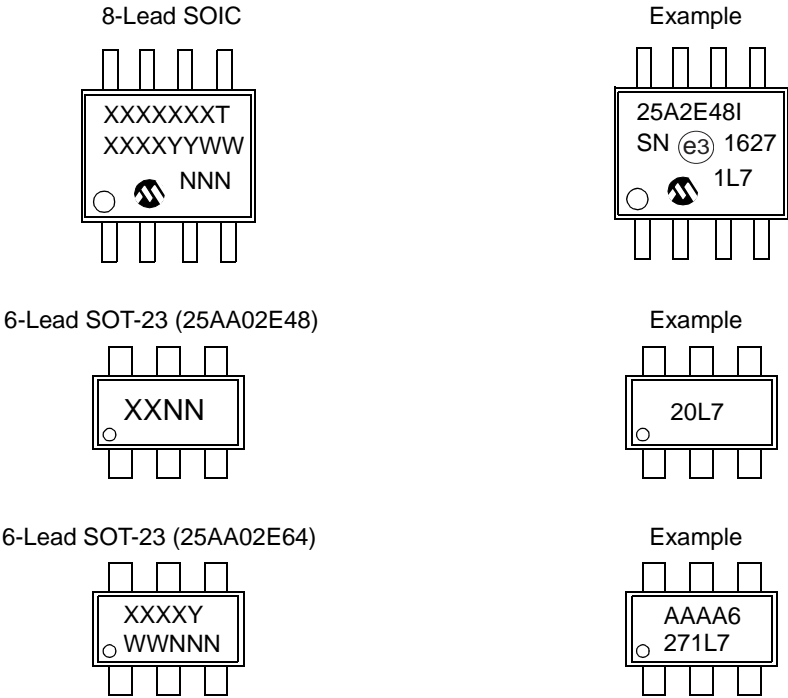 8-Lead SOIC
Example
XXXXXXXT
XXXXYYWW
NNN
25A2E48I
SN e3 1627
1L7
6-Lead SOT-23 (25AA02E48)
Example
XXNN
20L7
6-Lead SOT-23 (25AA02E64)
Example
XXXXY
WWNNN
AAAA6
271L7